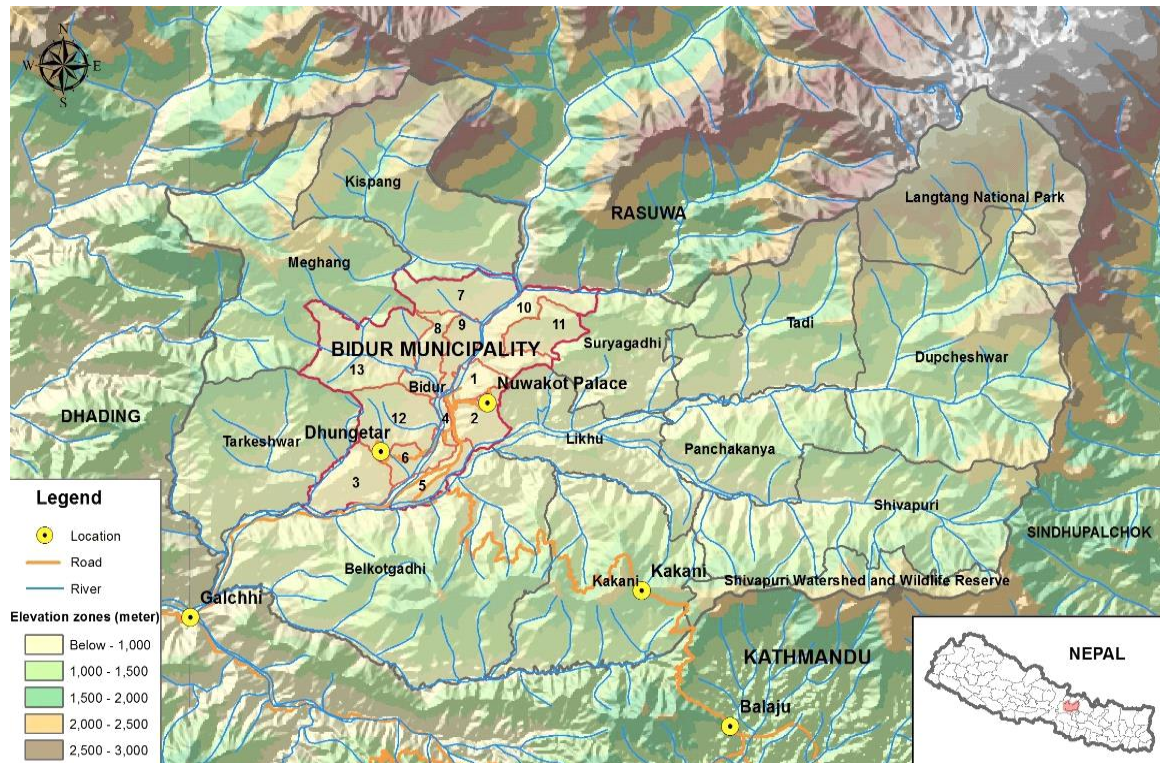 N
W E
S
Kispang
Langtang National Park
RASUWA
Meghang
7
10
11
8
9
Tadi
Suryagadhi
BIDUR MUNICIPALITY
Dupcheshwar
13
1
Bidur
Nuwakot Palace
DHADING
12
4
2
Dhungetar
Tarkeshwar
Likhu
Panchakanya
6
3
5
Shivapuri
SINDHUPALCHOK
Belkotgadhi
Kakani
Kakani
Shivapuri Watershed and Wildlife Reserve
Galchhi
KATHMANDU
Balaju
Legend
Location
Road
River
Elevation zones (meter)
Below - 1,000
1,000 - 1,500
1,500 - 2,000
2,000 - 2,500
2,500 - 3,000
NEPAL